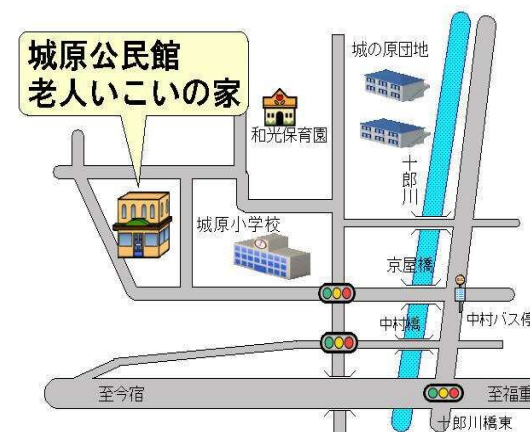 城原公民館
老人いこいの家
城の原団地
和光保育園
十郎川
城原小学校
京屋橋
中村橋
中村バス停
至今宿
至福重
十郎川橋東